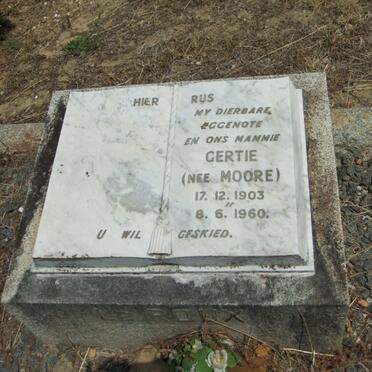 HIER RUS
MY DIERBARE
EGGENOTE
EN ONS MAMMIE
GERTIE
(NEE MOORE)
17. 12. 1903
"
8. 6. 1960.
U WIL GESKIED.
LE ROUX